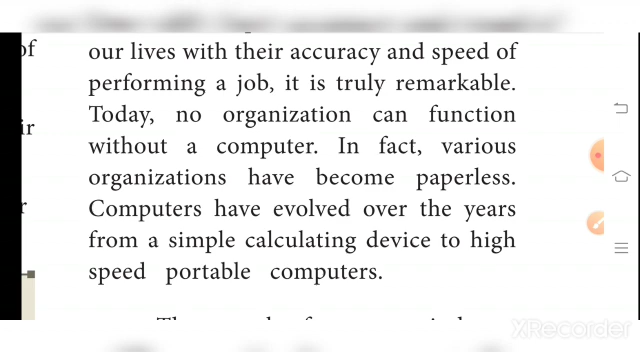 of
our lives with their accuracy and speed of
performing a job, it is truly remarkable.
Today, no organization can function
ir
without a computer. In fact, various
organizations have become paperless.
r
Computers have evolved over the years
from a simple calculating device to high
speed portable computers.
XRecorder